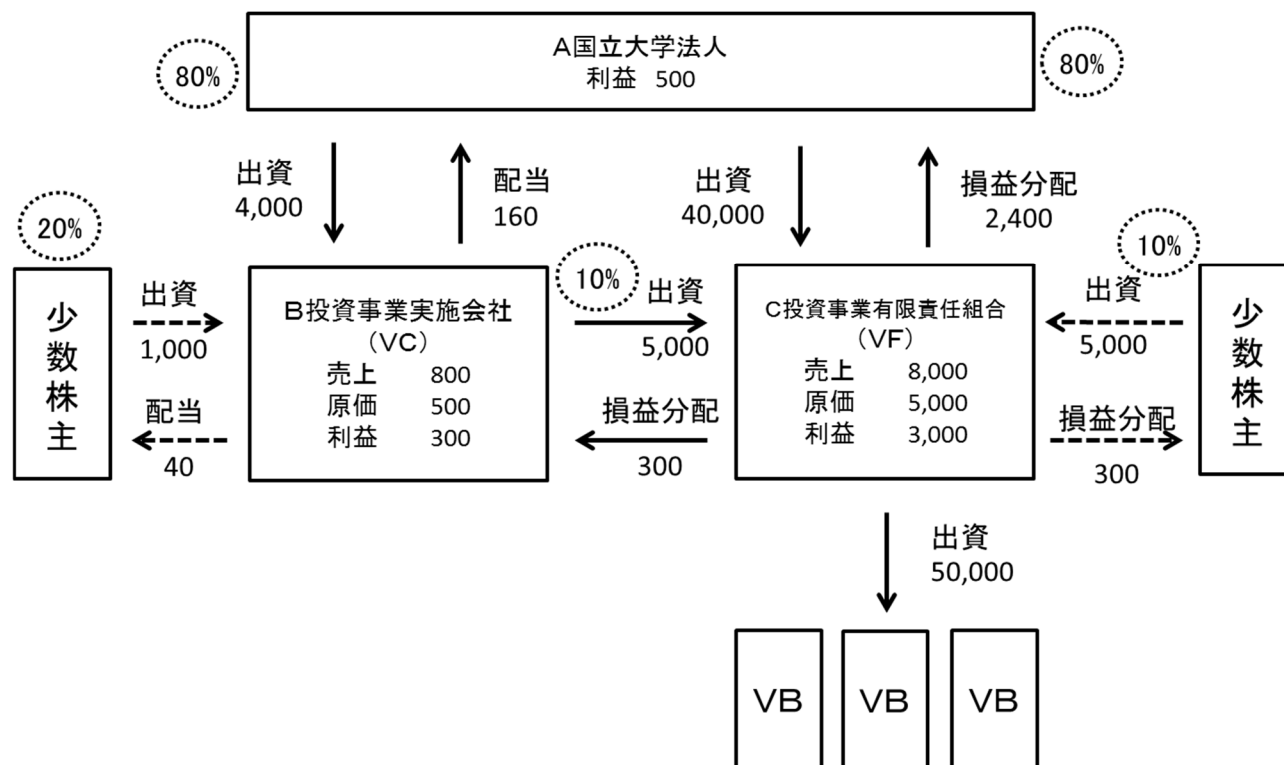 A国立大学法人
利益 500
80%
80%
出資
4,000
配当
160
出資
40,000
損益分配
2,400
20%
10%
10%
少数株主
出資
1,000
配当
40
B投資事業実施会社
(VC)
売上 800
原価 500
利益 300
出資
5,000
損益分配
300
C投資事業有限責任組合
(VF)
売上 8,000
原価 5,000
利益 3,000
出資
5,000
損益分配
300
少数株主
出資
50,000
VB
VB
VB